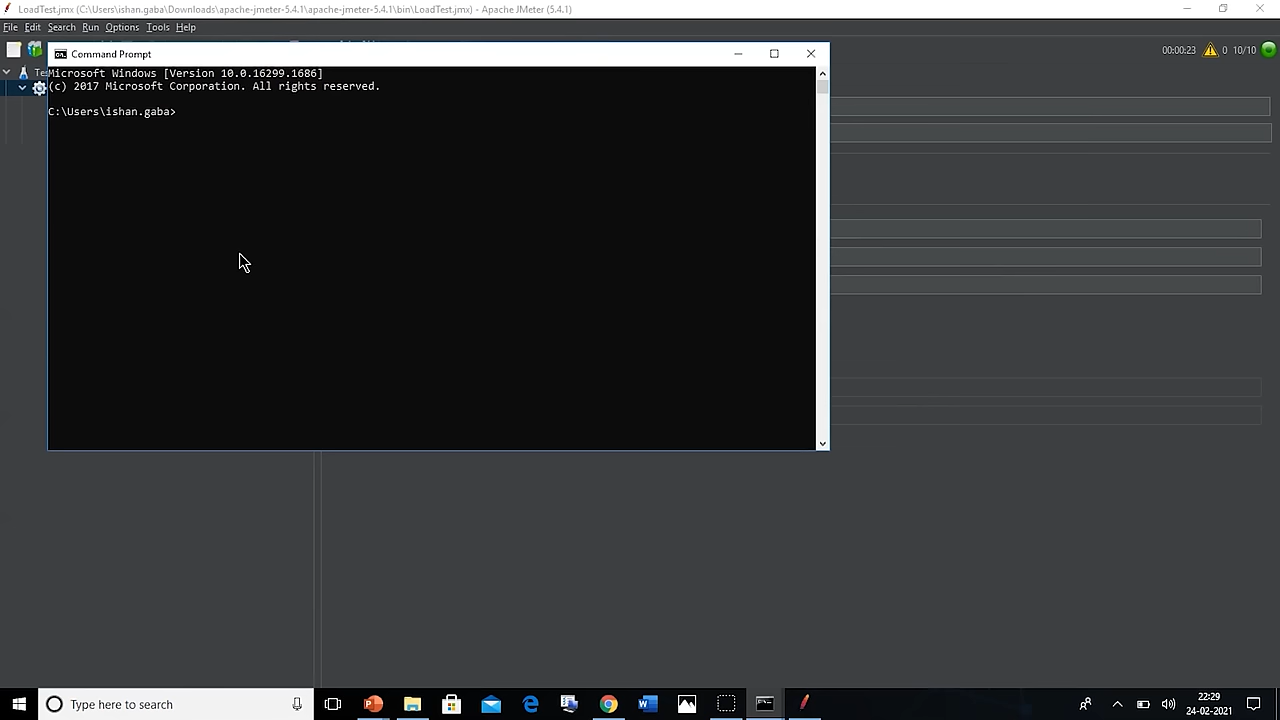 LoadTest.jmx (C:\Users\ishan.gaba\Downloads\apache-jmeter-5.4.1\apache-jmeter-5.4.1\bin\LoadTest.jmx) - Apache JMeter (5.4.1)
File Edit Search Run Options Tools Help
00:00:23 0 10/10
Command Prompt
Te
Microsoft Windows [Version 10.0.16299.1686]
(c) 2017 Microsoft Corporation. All rights reserved.
C:\Users\ishan.gaba>
Type here to search
22:29
24-02-2021